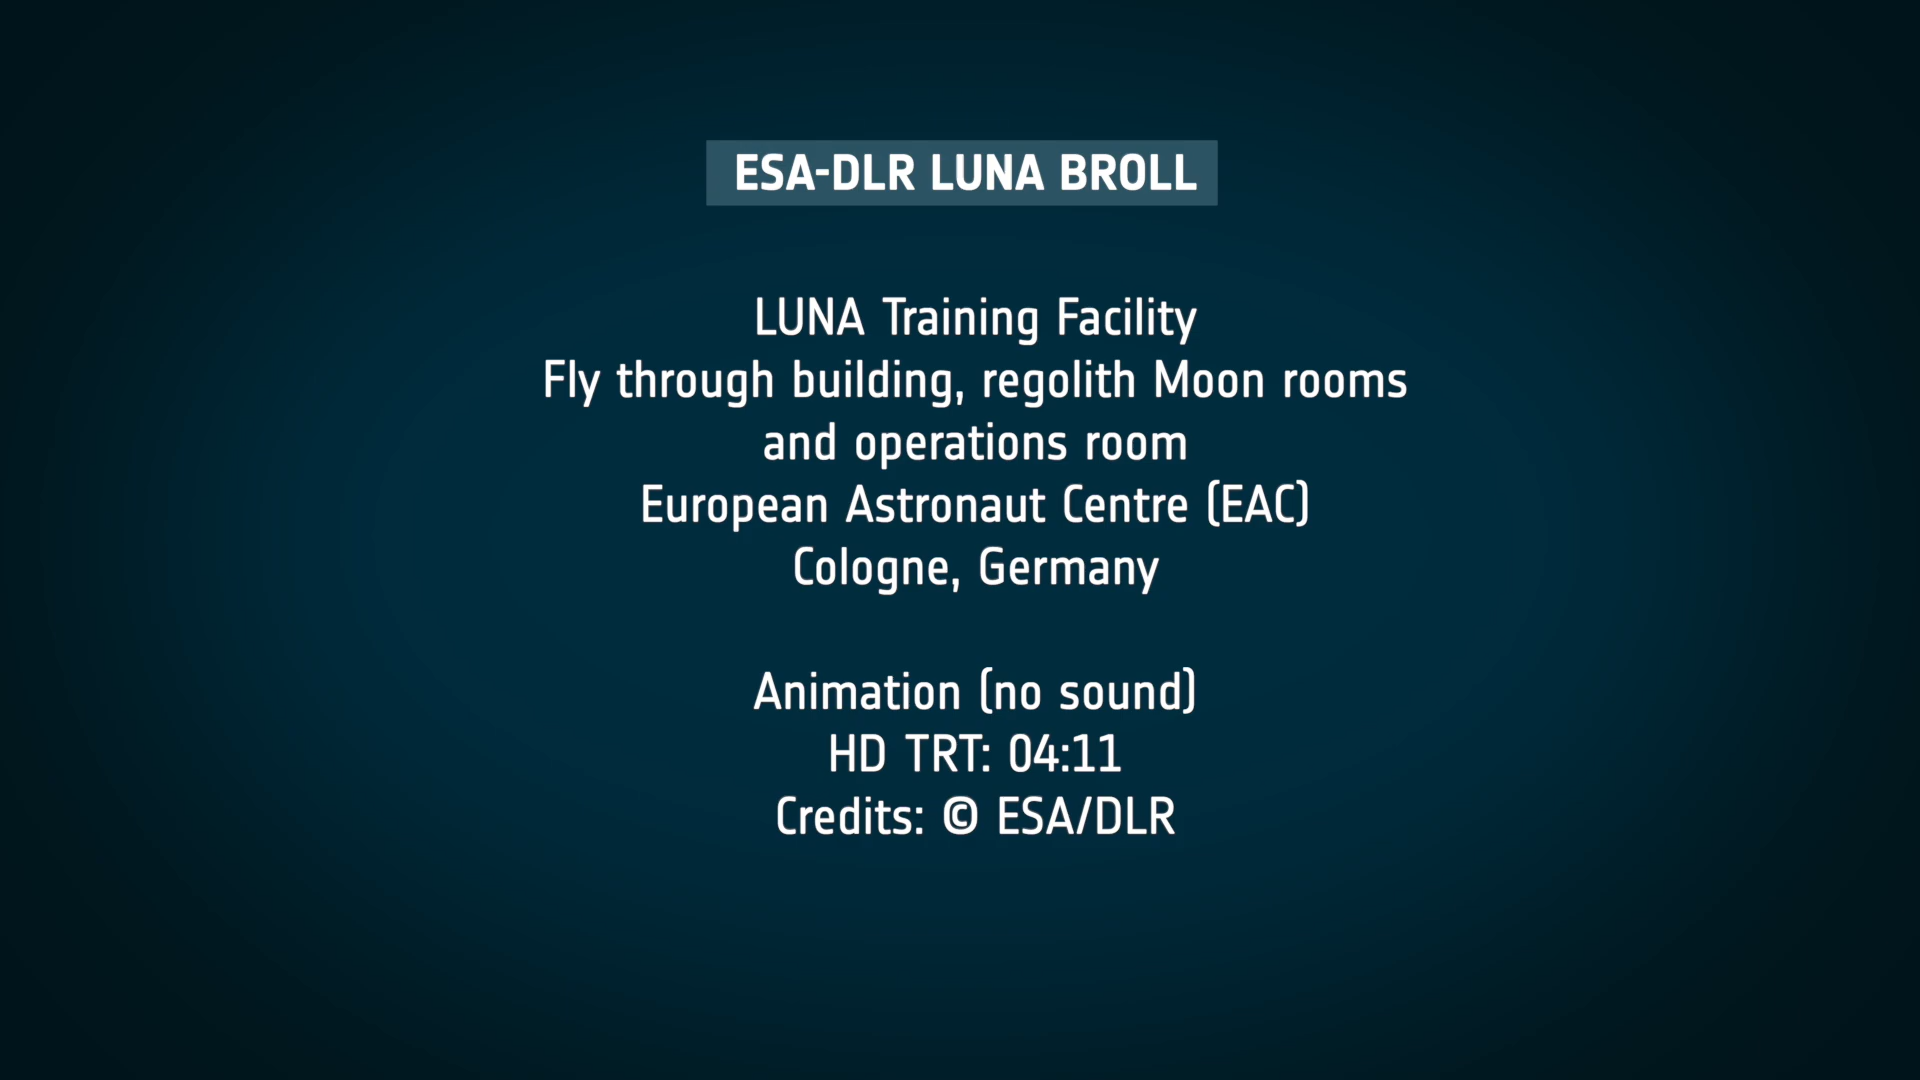 ESA-DLR LUNA BROLL
LUNA Training Facility
Fly through building, regolith Moon rooms
and operations room
European Astronaut Centre (EAC)
Cologne, Germany
Animation (no sound)
HD TRT: 04:11
Credits: © ESA/DLR